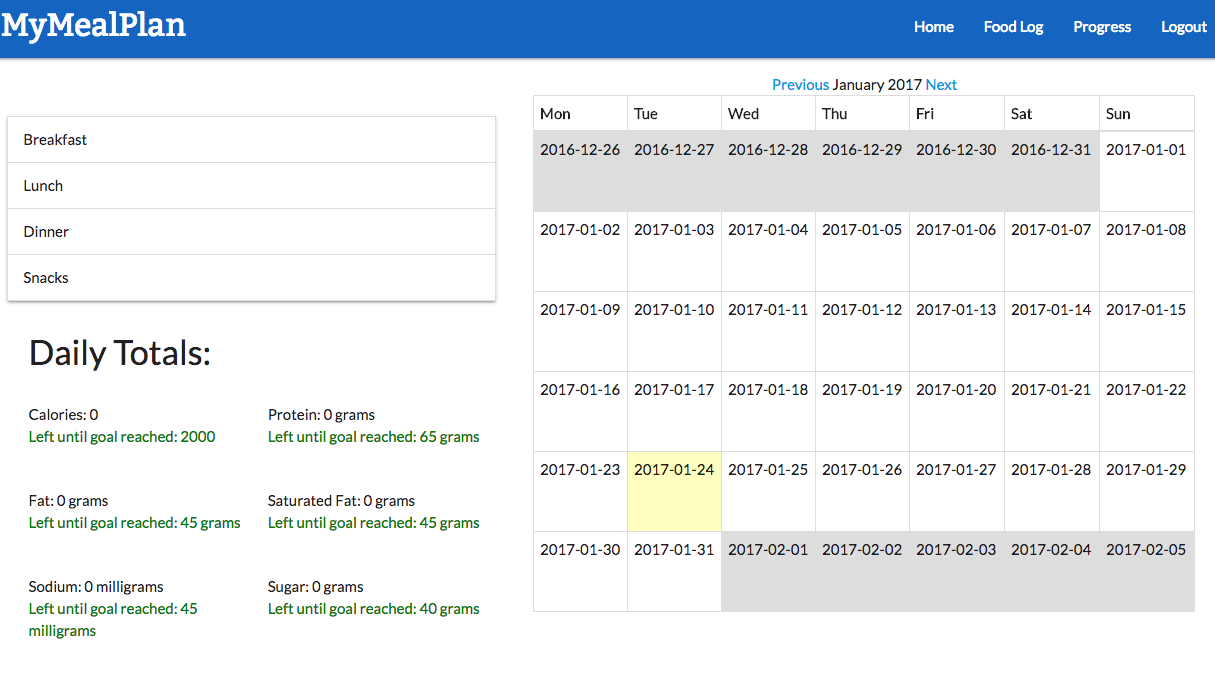 MyMealPlan
Home Food Log Progress Logout
Breakfast
Lunch
Dinner
Snacks
Daily Totals:
Calories: 0
Left until goal reached: 2000
Protein: 0 grams
Left until goal reached: 65 grams
Fat: 0 grams
Left until goal reached: 45 grams
Saturated Fat: 0 grams
Left until goal reached: 45 grams
Sodium: 0 milligrams
Left until goal reached: 45
milligrams
Sugar: 0 grams
Left until goal reached: 40 grams
Previous January 2017 Next
Mon Tue Wed Thu Fri Sat Sun
2016-12-26 2016-12-27 2016-12-28 2016-12-29 2016-12-30 2016-12-31 2017-01-01
2017-01-02 2017-01-03 2017-01-04 2017-01-05 2017-01-06 2017-01-07 2017-01-08
2017-01-09 2017-01-10 2017-01-11 2017-01-12 2017-01-13 2017-01-14 2017-01-15
2017-01-16 2017-01-17 2017-01-18 2017-01-19 2017-01-20 2017-01-21 2017-01-22
2017-01-23 2017-01-24 2017-01-25 2017-01-26 2017-01-27 2017-01-28 2017-01-29
2017-01-30 2017-01-31 2017-02-01 2017-02-02 2017-02-03 2017-02-04 2017-02-05